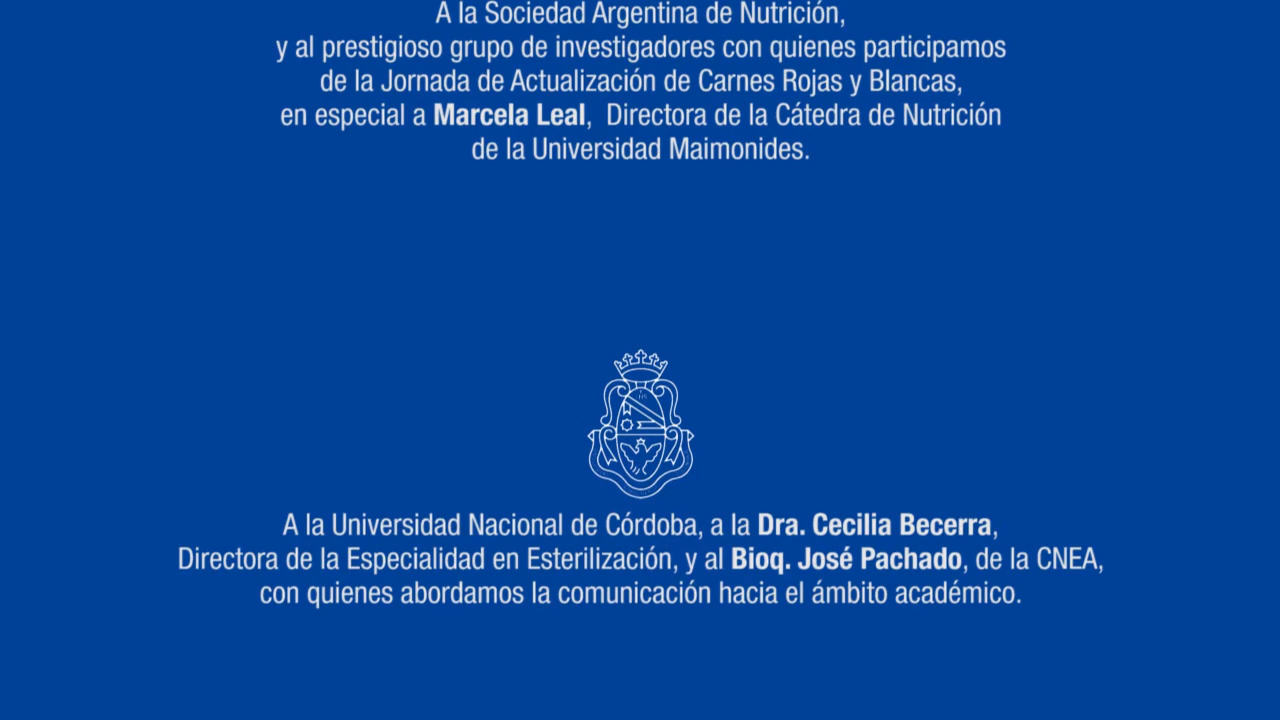 A la Sociedad Argentina de Nutrición,
y al prestigioso grupo de investigadores con quienes participamos
de la Jornada de Actualización de Carnes Rojas y Blancas,
en especial a Marcela Leal, Directora de la Cátedra de Nutrición
de la Universidad Maimonides.
A la Universidad Nacional de Córdoba, a la Dra. Cecilia Becerra,
Directora de la Especialidad en Esterilización, y al Bioq. José Pachado, de la CNEA,
con quienes abordamos la comunicación hacia el ámbito académico.